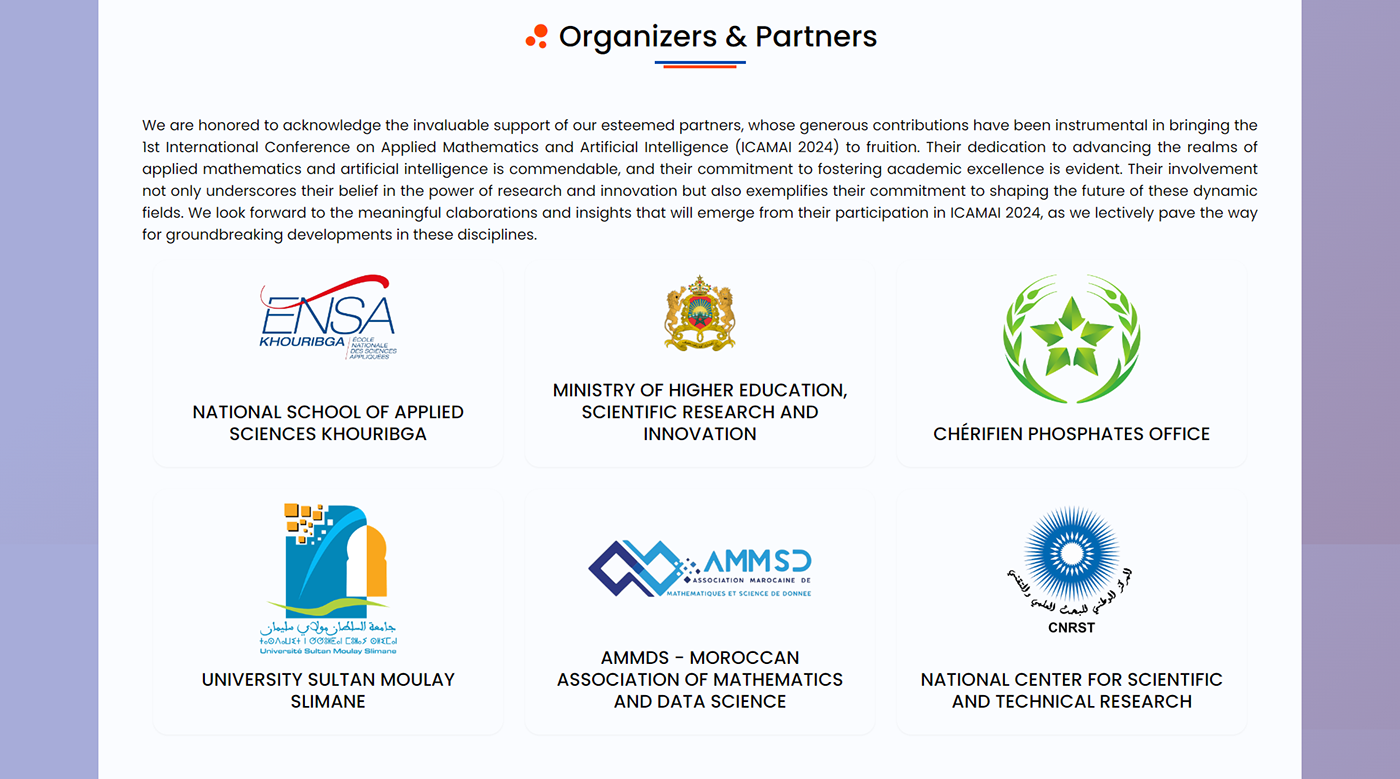 Organizers & Partners
We are honored to acknowledge the invaluable support of our esteemed partners, whose generous contributions have been instrumental in bringing the
1st International Conference on Applied Mathematics and Artificial Intelligence (ICAMAI 2024) to fruition. Their dedication to advancing the realms of
applied mathematics and artificial intelligence is commendable, and their commitment to fostering academic excellence is evident. Their involvement
not only underscores their belief in the power of research and innovation but also exemplifies their commitment to shaping the future of these dynamic
fields. We look forward to the meaningful claborations and insights that will emerge from their participation in ICAMAI 2024, as we lectively pave the way
for groundbreaking developments in these disciplines.
ENSA
KHOURIBGA
ÉCOLE
NATIONALE
DES SCIENCES
APPLIQUÉES
NATIONAL SCHOOL OF APPLIED
SCIENCES KHOURIBGA
MINISTRY OF HIGHER EDUCATION,
SCIENTIFIC RESEARCH AND
INNOVATION
CHÉRIFIEN PHOSPHATES OFFICE
جامعة السلطان مولاي سليمان
Université Sultan Moulay Slimane
UNIVERSITY SULTAN MOULAY
SLIMANE
AMMSD
ASSOCIATION MAROCAINE DE
MATHEMATIQUES ET SCIENCE DE DONNEE
AMMDS - MOROCCAN
ASSOCIATION OF MATHEMATICS
AND DATA SCIENCE
المركز الوطني للبحث العلمي والتقني
CNRST
NATIONAL CENTER FOR SCIENTIFIC
AND TECHNICAL RESEARCH